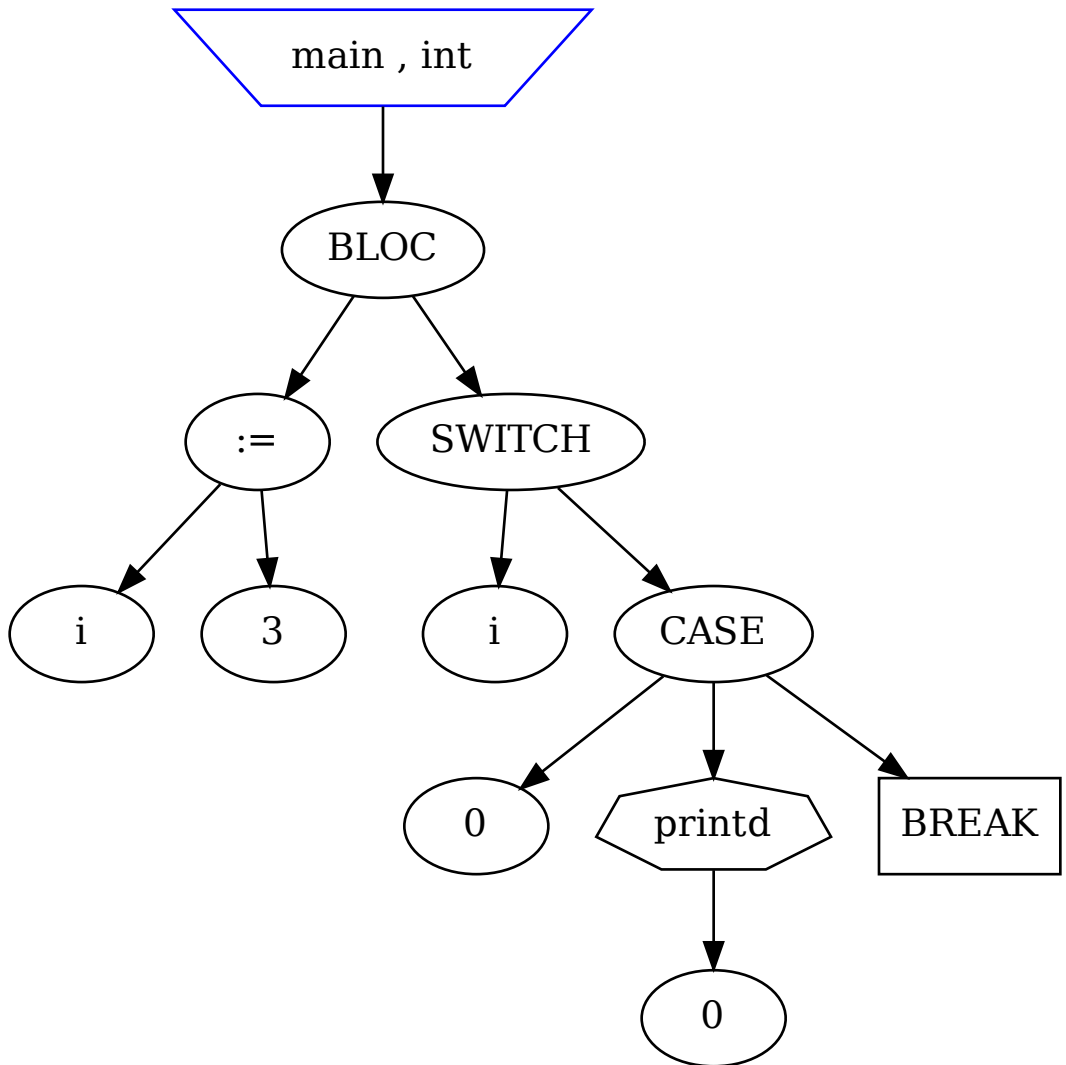 main , int
BLOC
:=
SWITCH
i
3
i
CASE
0
printd
BREAK
0